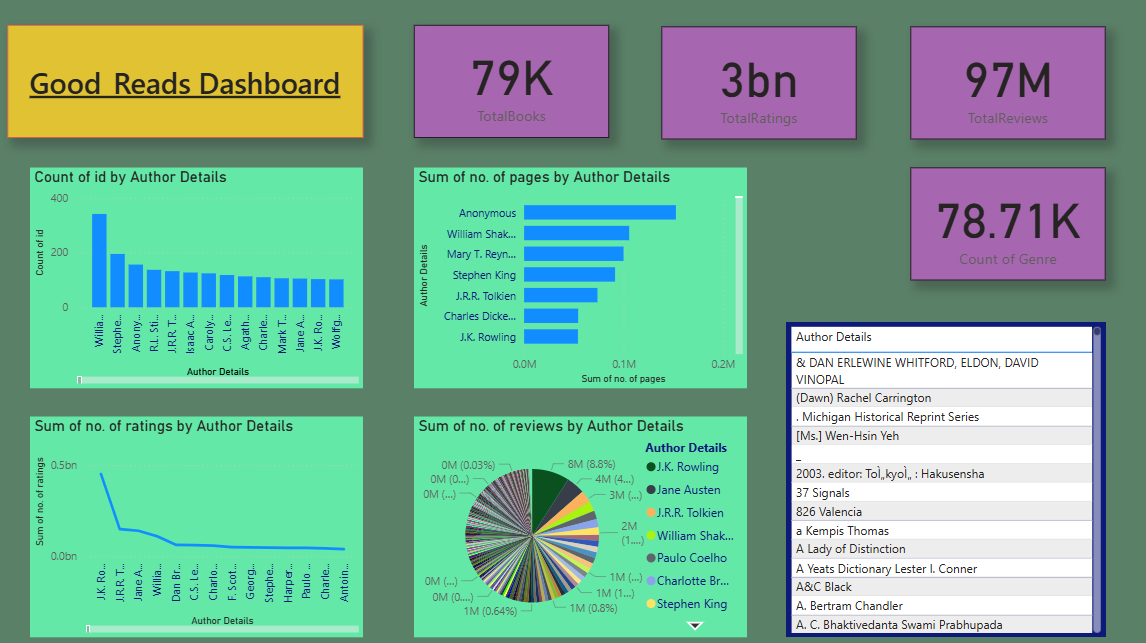 Good Reads Dashboard
79K
TotalBooks
3bn
TotalRatings
97M
TotalReviews
Count of id by Author Details
400
200
0
Count of id
Willia...
Stephe...
Anony...
R.L. Sti...
J.R.R. T...
Isaac A...
Caroly...
C.S. Le...
Agath...
Charle...
Mark T...
Jane A...
J.K. Ro...
Wolfg...
Author Details
Sum of no. of pages by Author Details
Author Details
Anonymous
William Shak...
Mary T. Reyn...
Stephen King
J.R.R. Tolkien
Charles Dicke...
J.K. Rowling
0.0M 0.1M 0.2M
Sum of no. of pages
78.71K
Count of Genre
Sum of no. of ratings by Author Details
0.5bn
0.0bn
Sum of no. of ratings
J.K. Ro...
J.R.R. T...
Jane A...
Willia...
Dan Br...
C.S. Le...
Charlo...
F. Scot...
Georg...
Stephe...
Harper...
Paulo ...
Charle...
Antoin...
Author Details
Sum of no. of reviews by Author Details
0M (0.03%)
0M (0...)
0M (...)
0M (...)
0M (0....)
1M (0.64%)
8M (8.8%)
4M (4...)
3M (...)
2M
(1....)
1M (...)
1M (1...)
1M (0.8%)
Author Details
J.K. Rowling
Jane Austen
J.R.R. Tolkien
William Shak...
Paulo Coelho
Charlotte Br...
Stephen King
Author Details
& DAN ERLEWINE WHITFORD, ELDON, DAVID
VINOPAL
(Dawn) Rachel Carrington
. Michigan Historical Reprint Series
[Ms.] Wen-Hsin Yeh
_
2003. editor: ToÌ„kyoÌ„ : Hakusensha
37 Signals
826 Valencia
a Kempis Thomas
A Lady of Distinction
A Yeats Dictionary Lester I. Conner
A&C Black
A. Bertram Chandler
A. C. Bhaktivedanta Swami Prabhupada